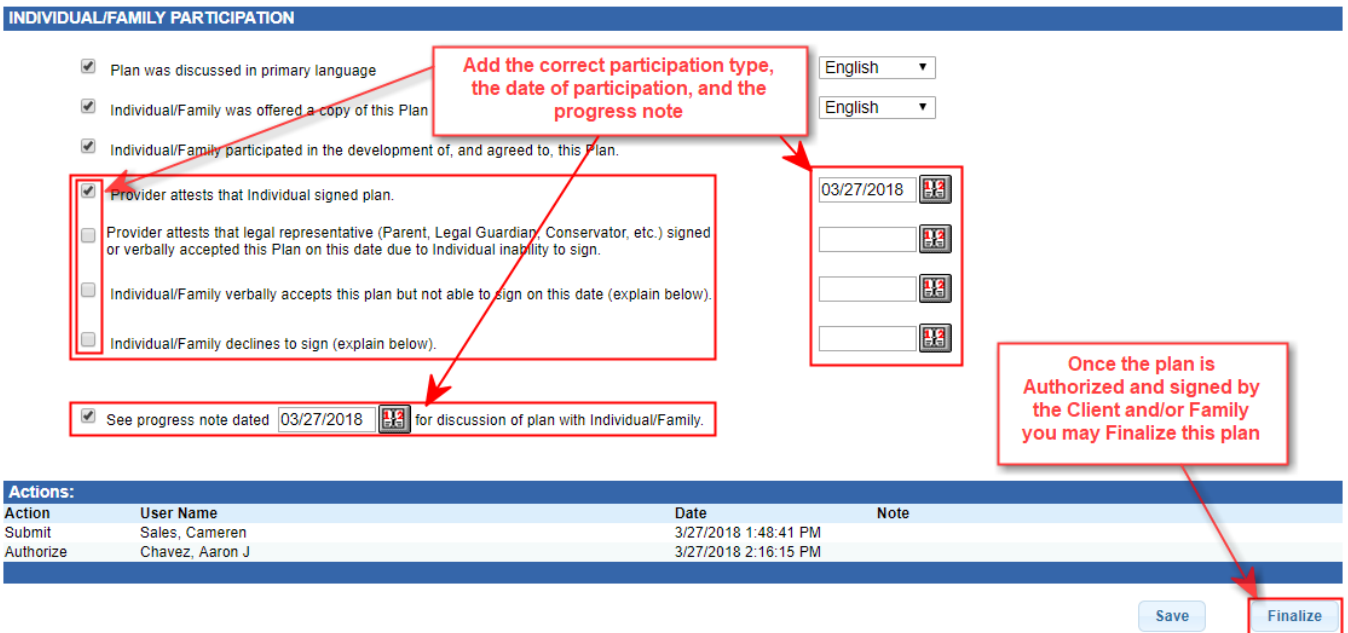 INDIVIDUAL/FAMILY PARTICIPATION
Plan was discussed in primary language
English
Individual/Family was offered a copy of this Plan
English
Individual/Family participated in the development of, and agreed to, this Plan.
Add the correct participation type,
the date of participation, and the
progress note
Provider attests that Individual signed plan.
03/27/2018
Provider attests that legal representative (Parent, Legal Guardian, Conservator, etc.) signed
or verbally accepted this Plan on this date due to Individual inability to sign.
Individual/Family verbally accepts this plan but not able to sign on this date (explain below).
Individual/Family declines to sign (explain below).
See progress note dated 03/27/2018 for discussion of plan with Individual/Family.
Once the plan is
Authorized and signed by
the Client and/or Family
you may Finalize this plan
Actions:
Action User Name Date Note
Submit Sales, Cameren 3/27/2018 1:48:41 PM
Authorize Chavez, Aaron J 3/27/2018 2:16:15 PM
Save Finalize